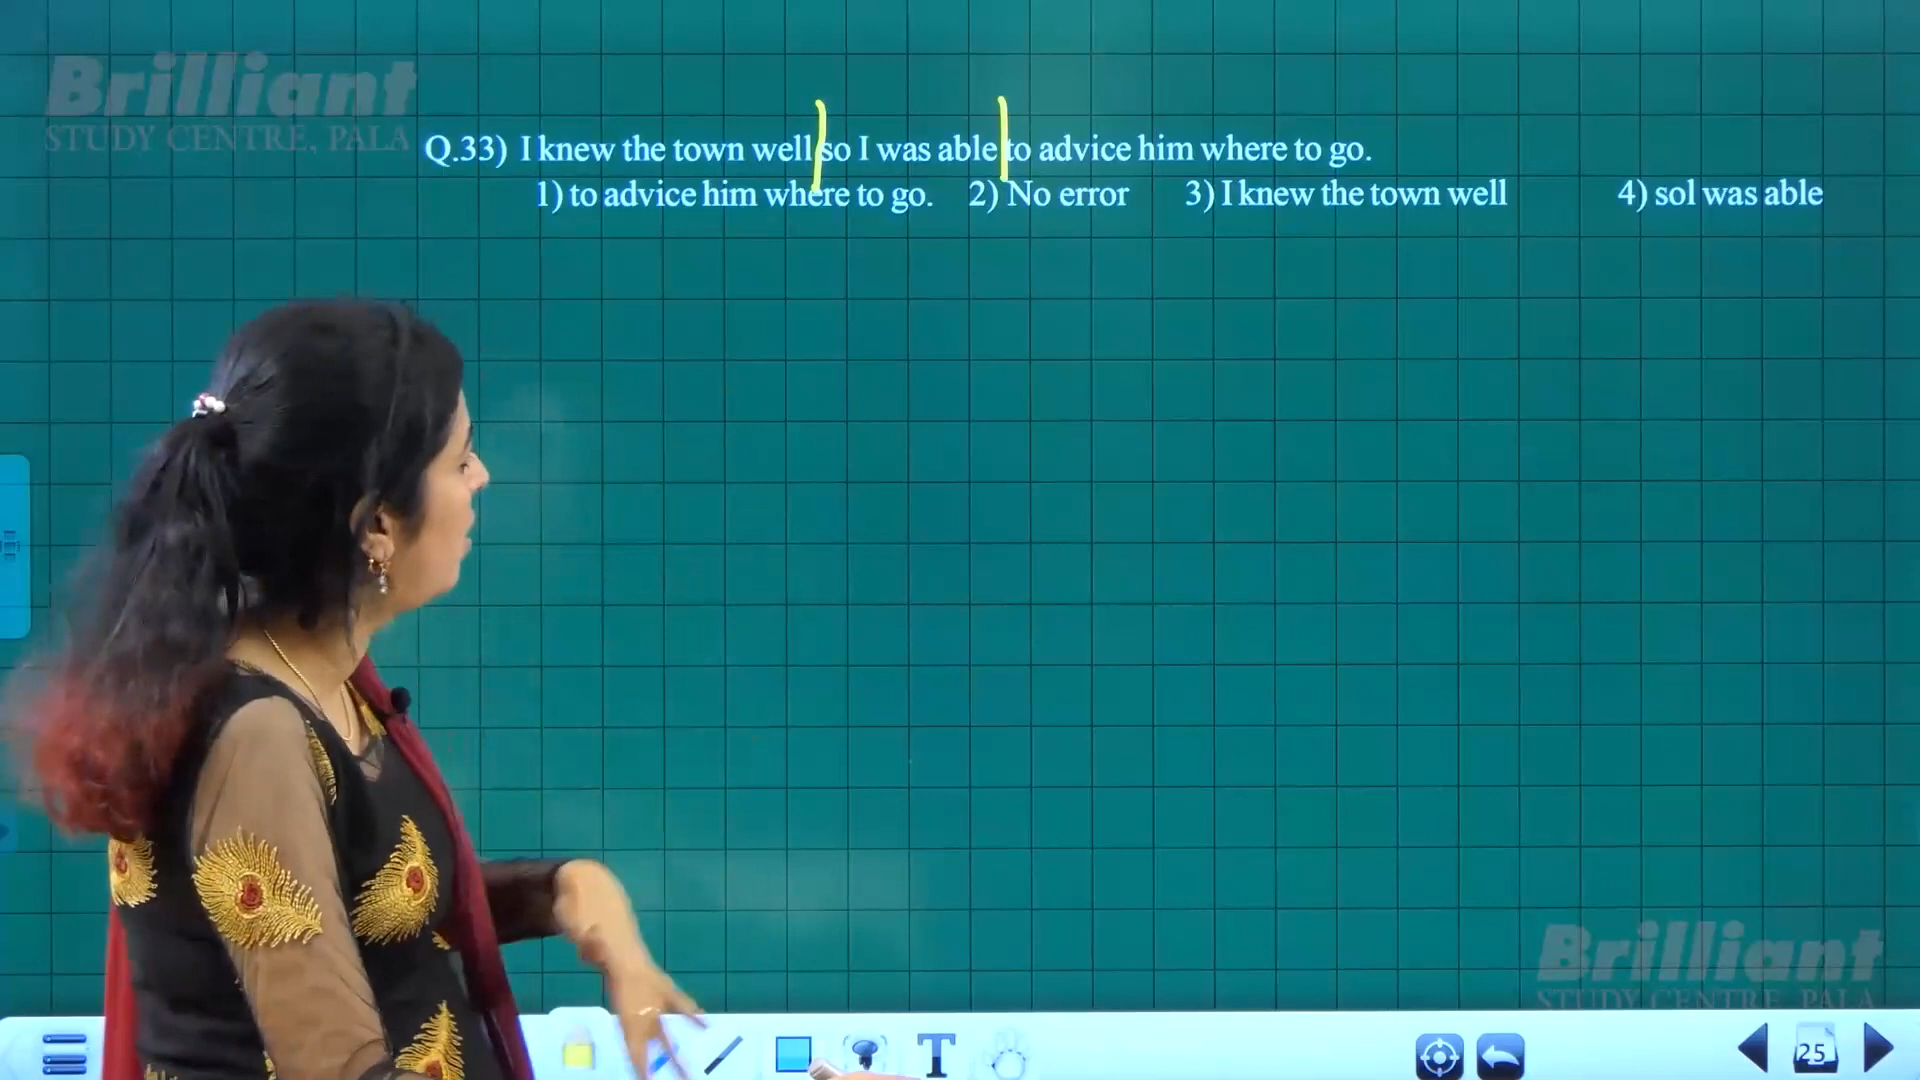 Brilliant
STUDY CENTRE, PALA
Q.33) I knew the town well so I was able to advice him where to go.
1) to advice him where to go. 2) No error 3) I knew the town well 4) sol was able
Brilliant
STUDY CENTRE, PALA
T
25